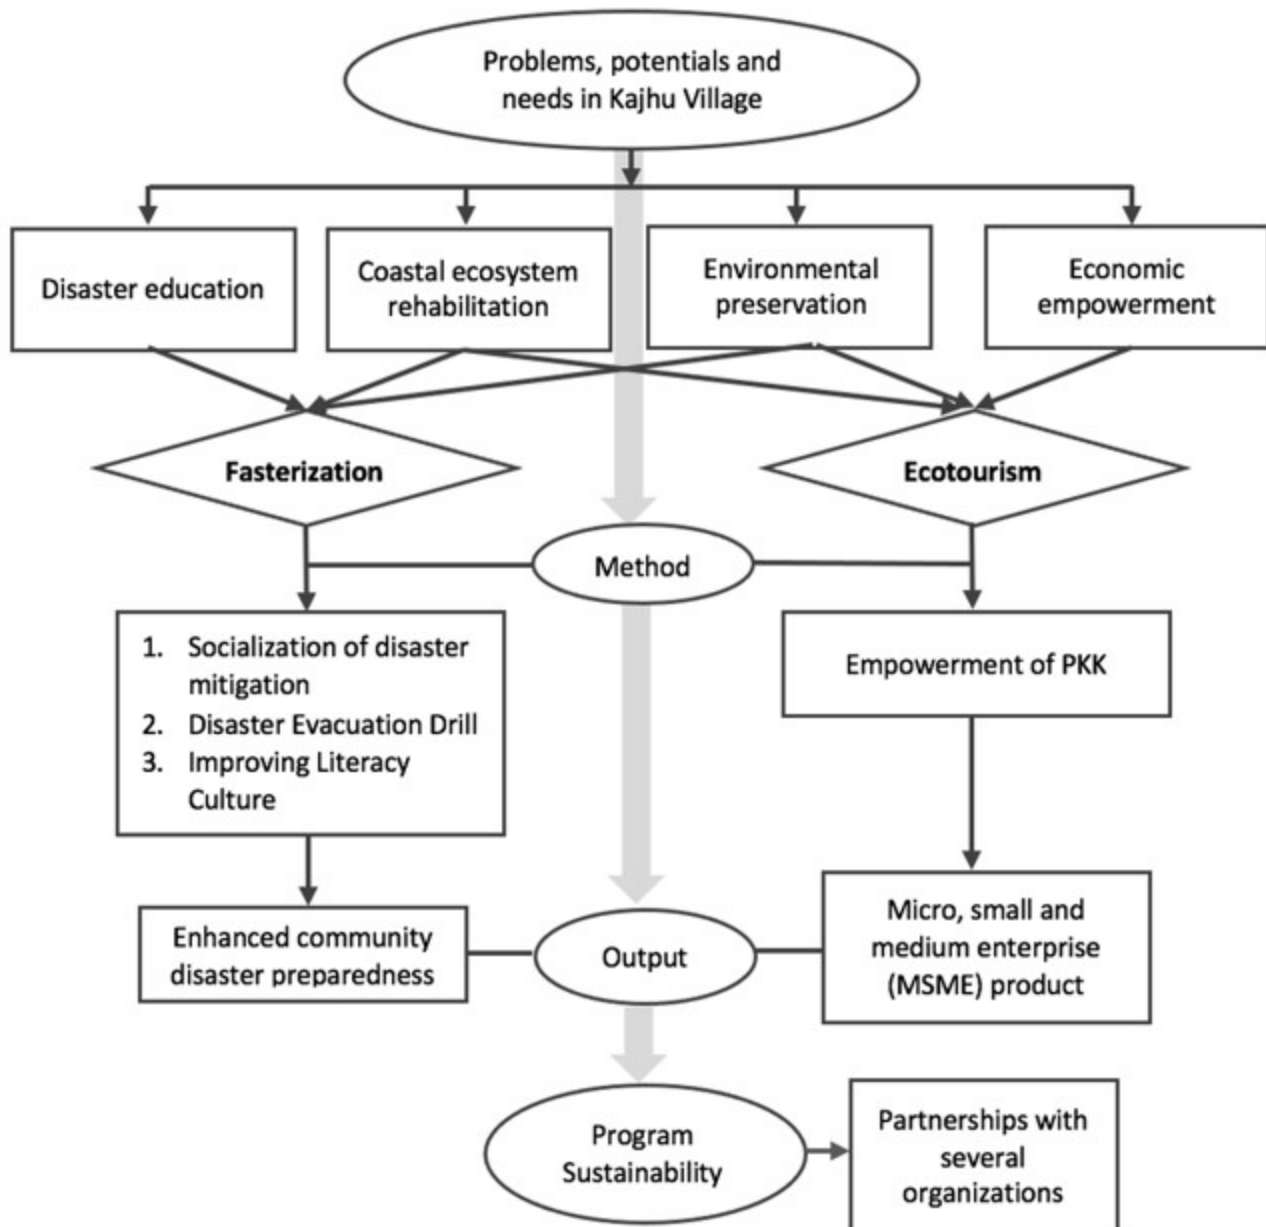 Problems, potentials and
needs in Kajhu Village
Disaster education
Coastal ecosystem
rehabilitation
Environmental
preservation
Economic
empowerment
Fasterization
Ecotourism
Method
1. Socialization of disaster
mitigation
2. Disaster Evacuation Drill
3. Improving Literacy
Culture
Empowerment of PKK
Enhanced community
disaster preparedness
Output
Micro, small and
medium enterprise
(MSME) product
Program
Sustainability
Partnerships with
several
organizations